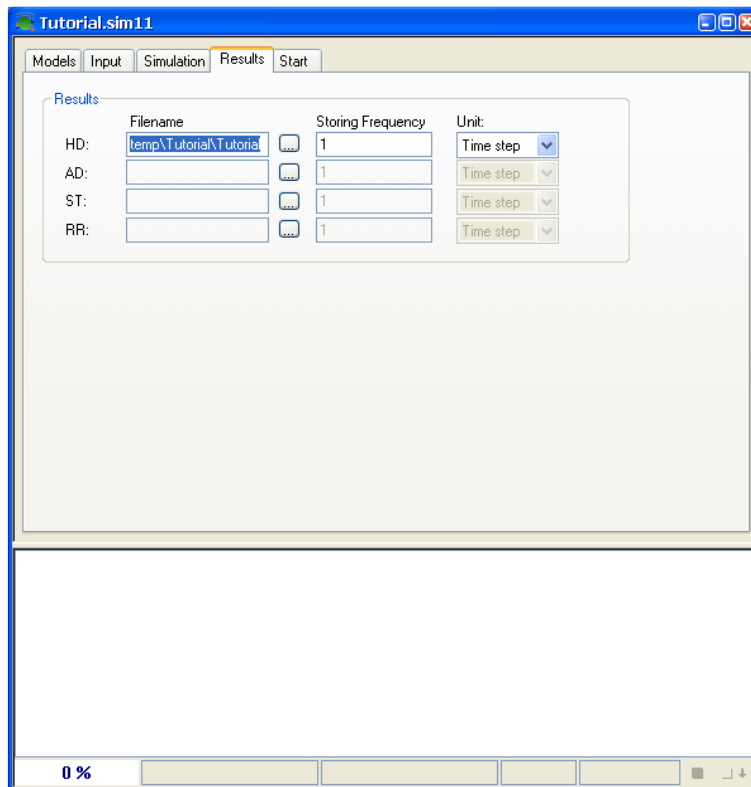 Tutorial.sim11
Models Input Simulation Results Start
Results
Filename Storing Frequency Unit:
HD: temp\Tutorial\Tutorial ... 1 Time step
AD: ... 1 Time step
ST: ... 1 Time step
RR: ... 1 Time step
0 %